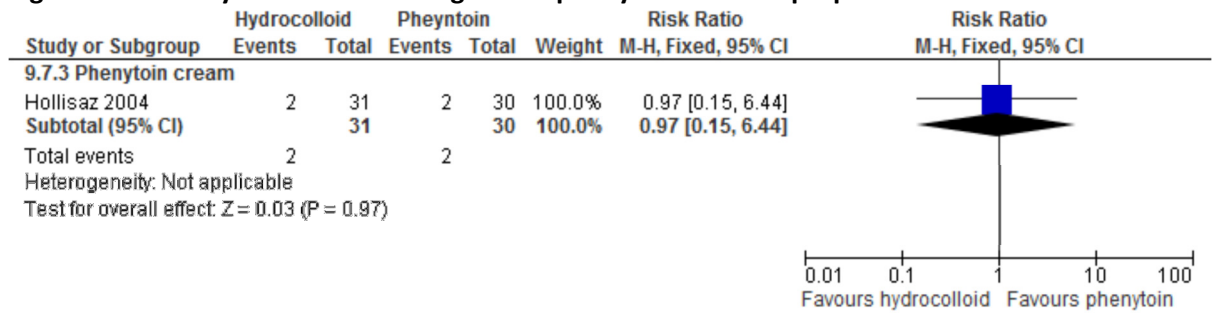 Hydrocolloid Pheyntoin Risk Ratio Risk Ratio
Study or Subgroup Events Total Events Total Weight M-H, Fixed, 95% CI M-H, Fixed, 95% CI
9.7.3 Phenytoin cream
Hollisaz 2004 2 31 2 30 100.0% 0.97 [0.15, 6.44]
Subtotal (95% CI) 31 30 100.0% 0.97 [0.15, 6.44]
Total events 2 2
Heterogeneity: Not applicable
Test for overall effect: Z = 0.03 (P = 0.97)
0.01 0.1 1 10 100
Favours hydrocolloid Favours phenytoin